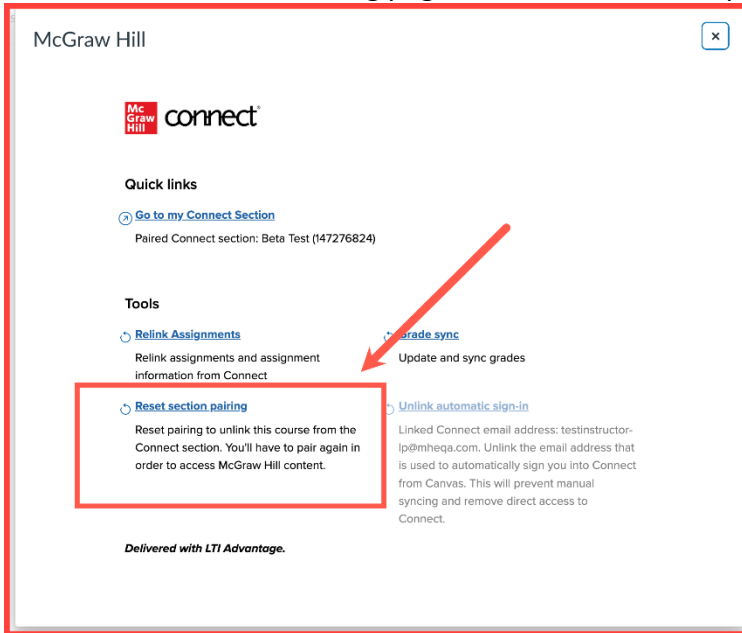 McGraw Hill
×
Mc
Graw
Hill
connect
Quick links
Go to my Connect Section
Paired Connect section: Beta Test (147276824)
Tools
Relink Assignments
Relink assignments and assignment
information from Connect
Grade sync
Update and sync grades
Reset section pairing
Reset pairing to unlink this course from the
Connect section. You'll have to pair again in
order to access McGraw Hill content.
Unlink automatic sign-in
Linked Connect email address: testinstructor-
lp@mheqa.com. Unlink the email address that
is used to automatically sign you into Connect
from Canvas. This will prevent manual
syncing and remove direct access to
Connect.
Delivered with LTI Advantage.